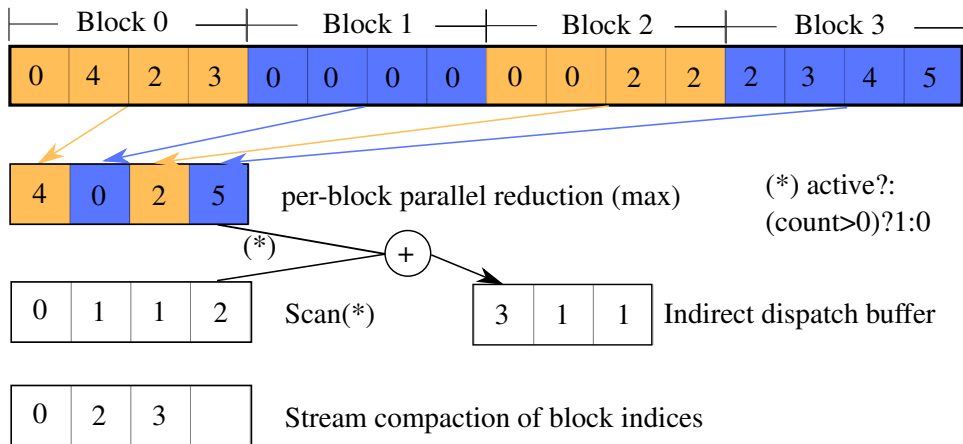 Block 0 Block 1 Block 2 Block 3
0 4 2 3 0 0 0 0 0 0 2 2 2 3 4 5
4 0 2 5
per-block parallel reduction (max)
(*) active?:
(count>0)?1:0
(*)
+
0 1 1 2
Scan(*)
3 1 1
Indirect dispatch buffer
0 2 3
Stream compaction of block indices